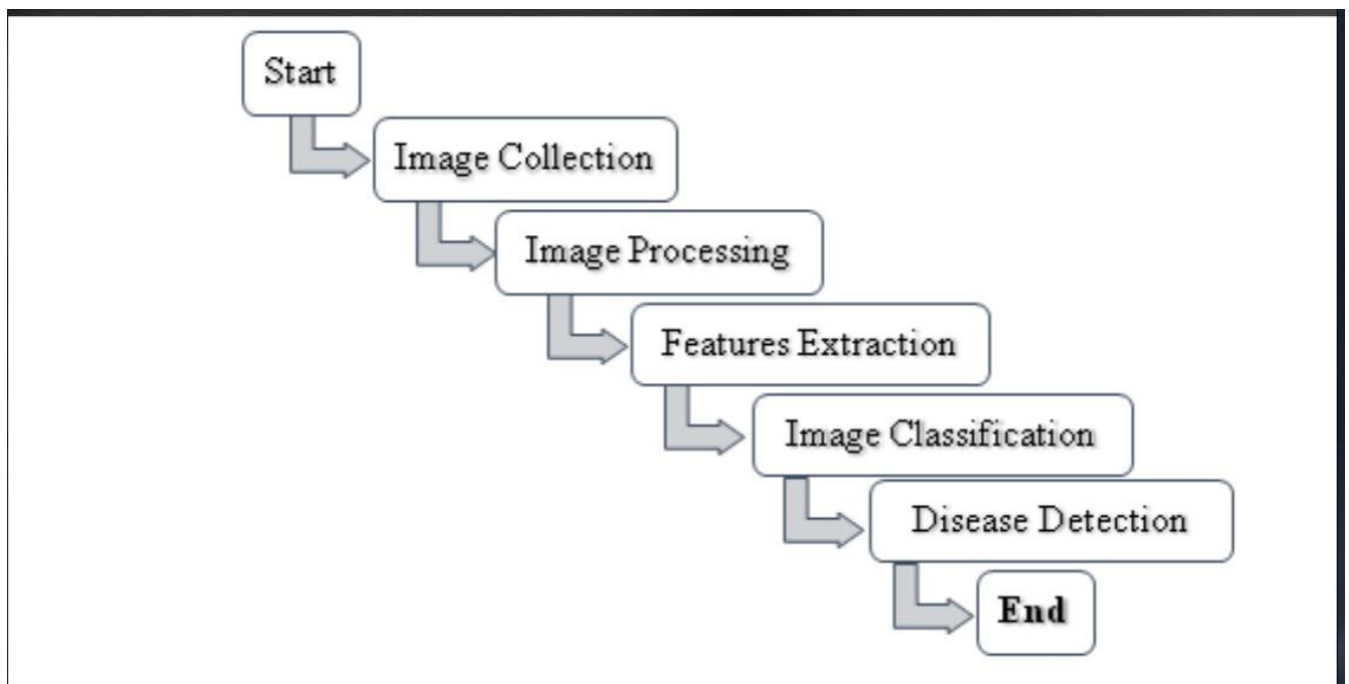 Start
Image Collection
Image Processing
Features Extraction
Image Classification
Disease Detection
End